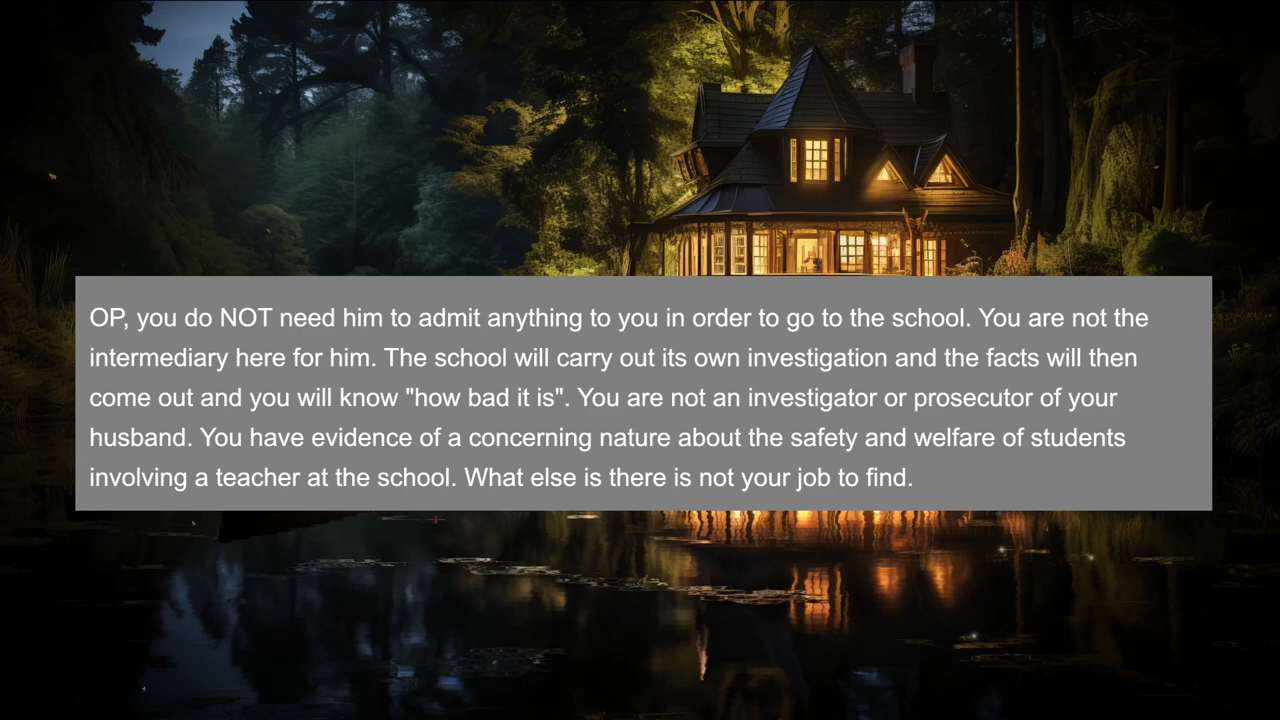 OP, you do NOT need him to admit anything to you in order to go to the school. You are not the
intermediary here for him. The school will carry out its own investigation and the facts will then
come out and you will know "how bad it is". You are not an investigator or prosecutor of your
husband. You have evidence of a concerning nature about the safety and welfare of students
involving a teacher at the school. What else is there is not your job to find.